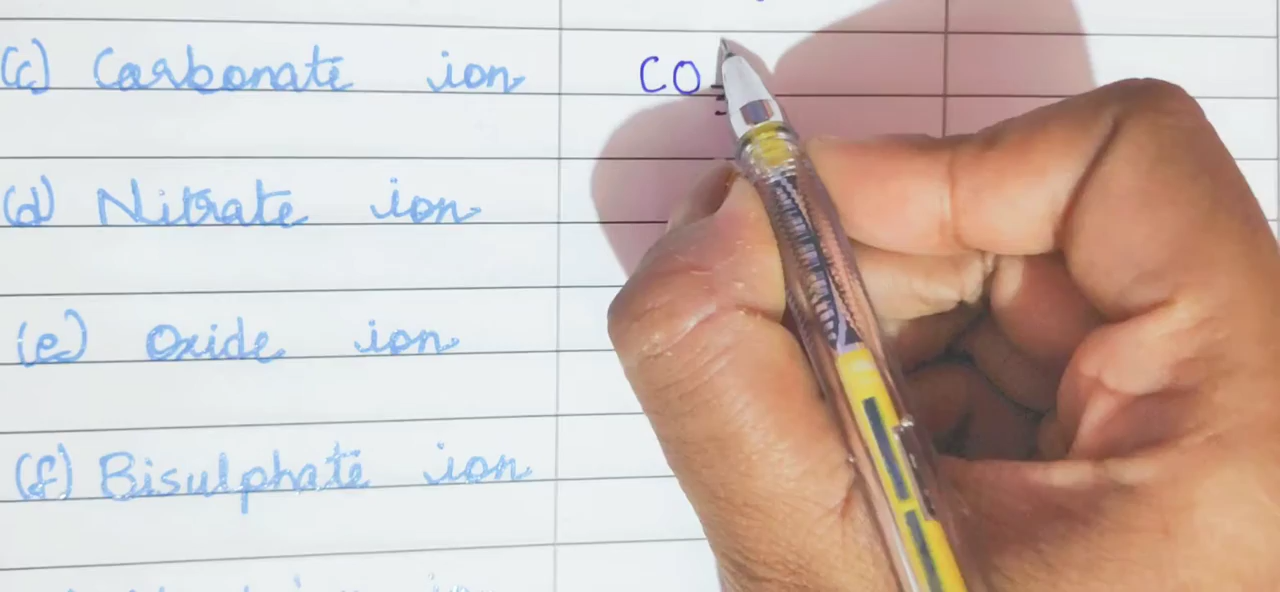 (c) Carbonate ion CO
(d) Nitrate ion
(e) Oxide ion
(f) Bisulphate ion